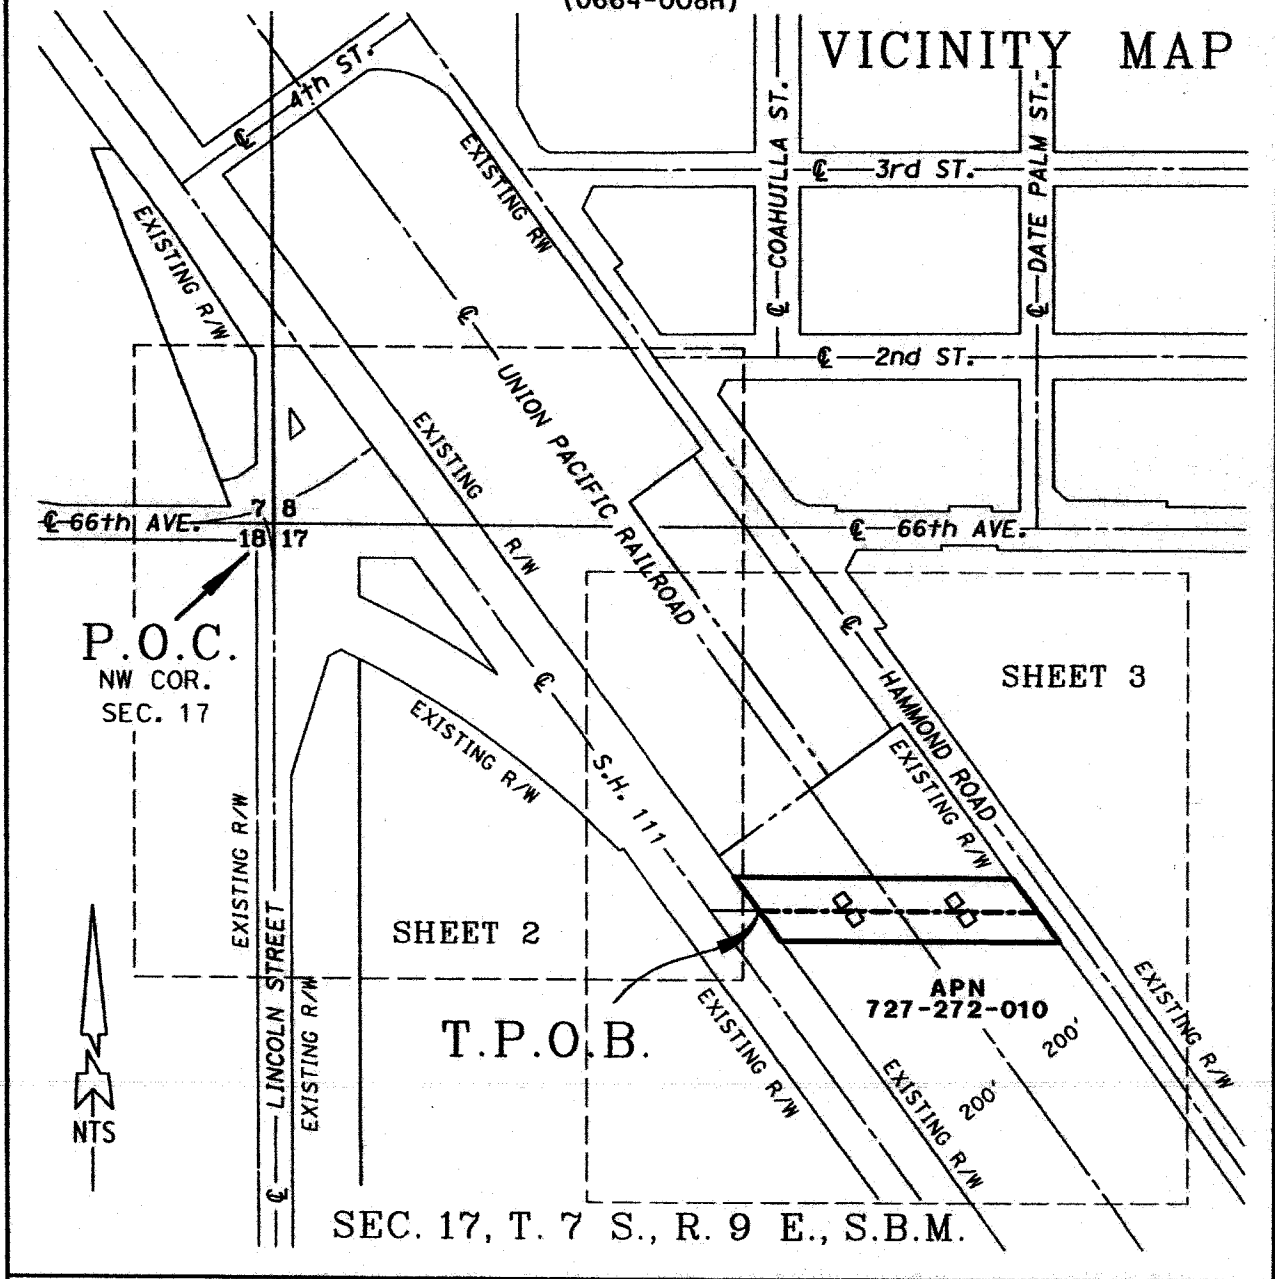 (0664-008A)
VICINITY MAP
℄ 4th ST.
EXISTING RW
℄ COAHUILLA ST.
℄ DATE PALM ST.
℄ 3rd ST.
EXISTING R/W
℄ UNION PACIFIC RAILROAD
℄ 2nd ST.
EXISTING R/W
7 8
℄ 66th AVE.
18 17
℄ 66th AVE.
P.O.C.
NW COR.
SEC. 17
℄ HAMMOND ROAD
SHEET 3
℄ S.H. 111
EXISTING R/W
EXISTING R/W
EXISTING R/W
SHEET 2
℄ LINCOLN STREET
EXISTING R/W
T.P.O.B.
EXISTING R/W
APN
727-272-010
200'
200'
EXISTING R/W
EXISTING R/W
NTS
SEC. 17, T. 7 S., R. 9 E., S.B.M.